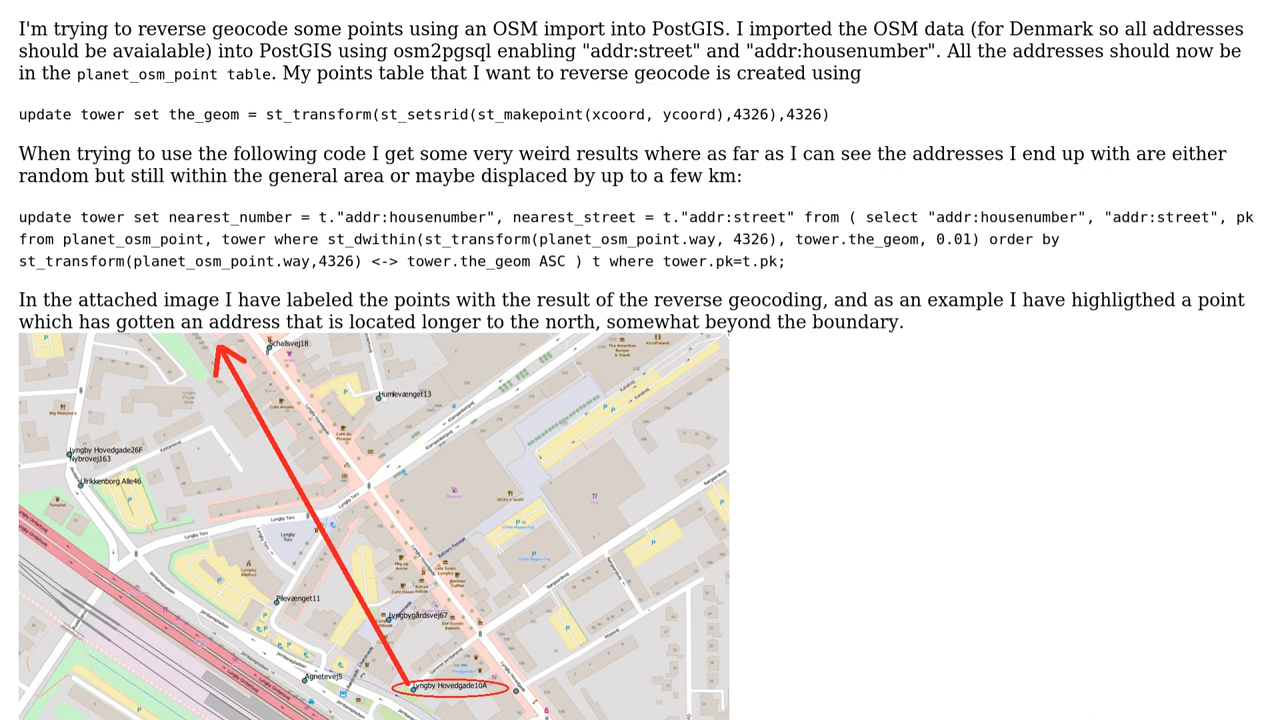 I'm trying to reverse geocode some points using an OSM import into PostGIS. I imported the OSM data (for Denmark so all addresses
should be avaialable) into PostGIS using osm2pgsql enabling "addr:street" and "addr:housenumber". All the addresses should now be
in the planet_osm_point table. My points table that I want to reverse geocode is created using
update tower set the_geom = st_transform(st_setsrid(st_makepoint(xcoord, ycoord),4326),4326)
When trying to use the following code I get some very weird results where as far as I can see the addresses I end up with are either
random but still within the general area or maybe displaced by up to a few km:
update tower set nearest_number = t."addr:housenumber", nearest_street = t."addr:street" from ( select "addr:housenumber", "addr:street", pk
from planet_osm_point, tower where st_dwithin(st_transform(planet_osm_point.way, 4326), tower.the_geom, 0.01) order by
st_transform(planet_osm_point.way,4326) <-> tower.the_geom ASC ) t where tower.pk=t.pk;
In the attached image I have labeled the points with the result of the reverse geocoding, and as an example I have highligthed a point
which has gotten an address that is located longer to the north, somewhat beyond the boundary.
Schallsvej18
Humlevænget13
Lyngby Hovedgade26F
Nybrovej163
Ulrikkenborg Alle46
Lyngby Torv
Lyngby Torv
Lyngby
Torv
Pilevænget11
Lyngbygårdsvej67
Agnetevej5
Lyngby Hovedgade10A